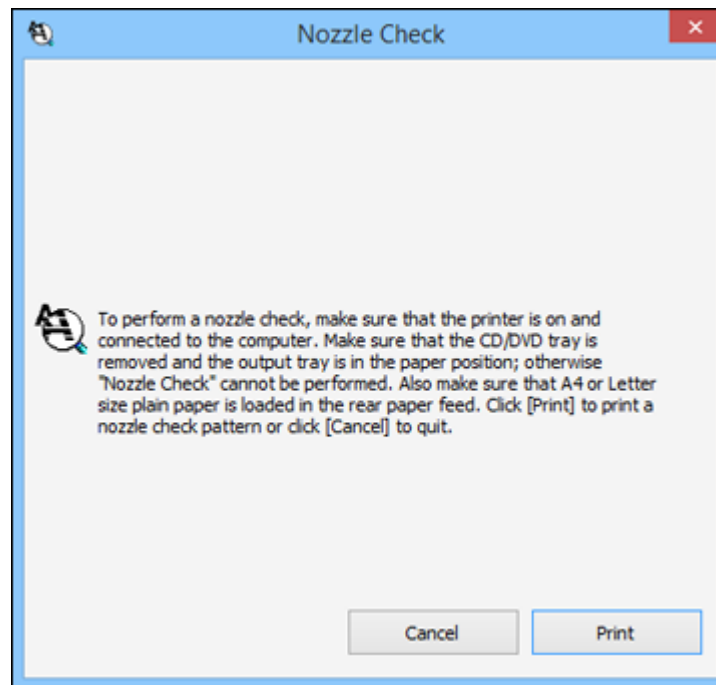 Nozzle Check
To perform a nozzle check, make sure that the printer is on and
connected to the computer. Make sure that the CD/DVD tray is
removed and the output tray is in the paper position; otherwise
"Nozzle Check" cannot be performed. Also make sure that A4 or Letter
size plain paper is loaded in the rear paper feed. Click [Print] to print a
nozzle check pattern or click [Cancel] to quit.
Cancel
Print